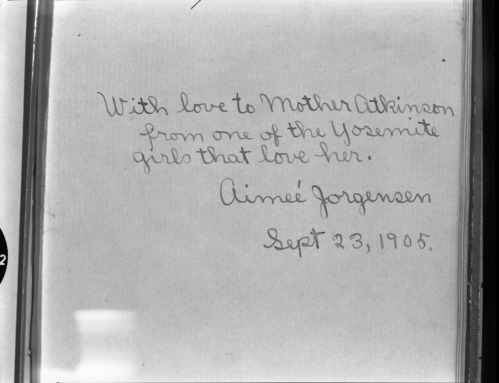 With love to Mother Atkinson
from one of the Yosemite
girls that love her.
Aimeé Jorgensen
Sept 23, 1905.
2